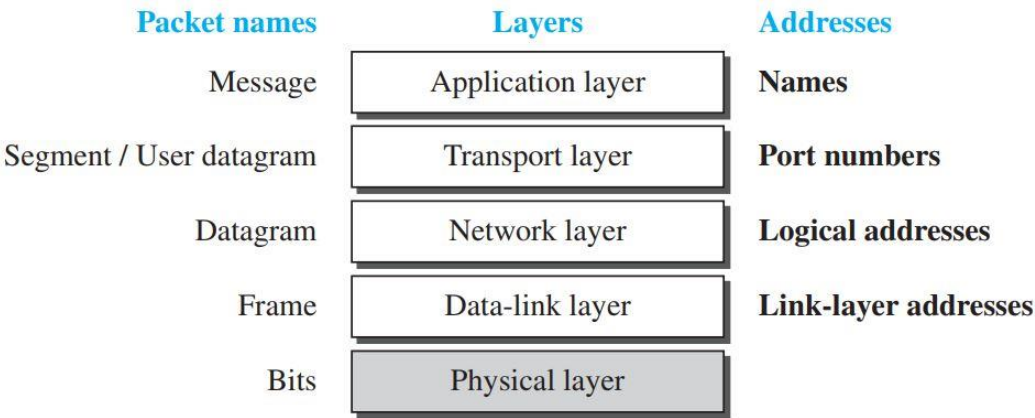 Packet names Layers Addresses
Message Application layer Names
Segment / User datagram Transport layer Port numbers
Datagram Network layer Logical addresses
Frame Data-link layer Link-layer addresses
Bits Physical layer